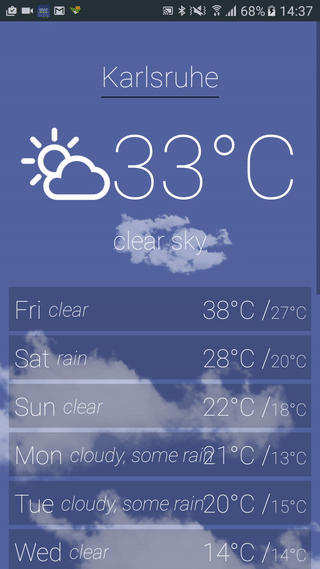 68% 14:37
Karlsruhe
33°C
clear sky
Fri clear 38°C /27°C
Sat rain 28°C /20°C
Sun clear 22°C /18°C
Mon cloudy, some rain 21°C /13°C
Tue cloudy, some rain 20°C /15°C
Wed clear 14°C /14°C